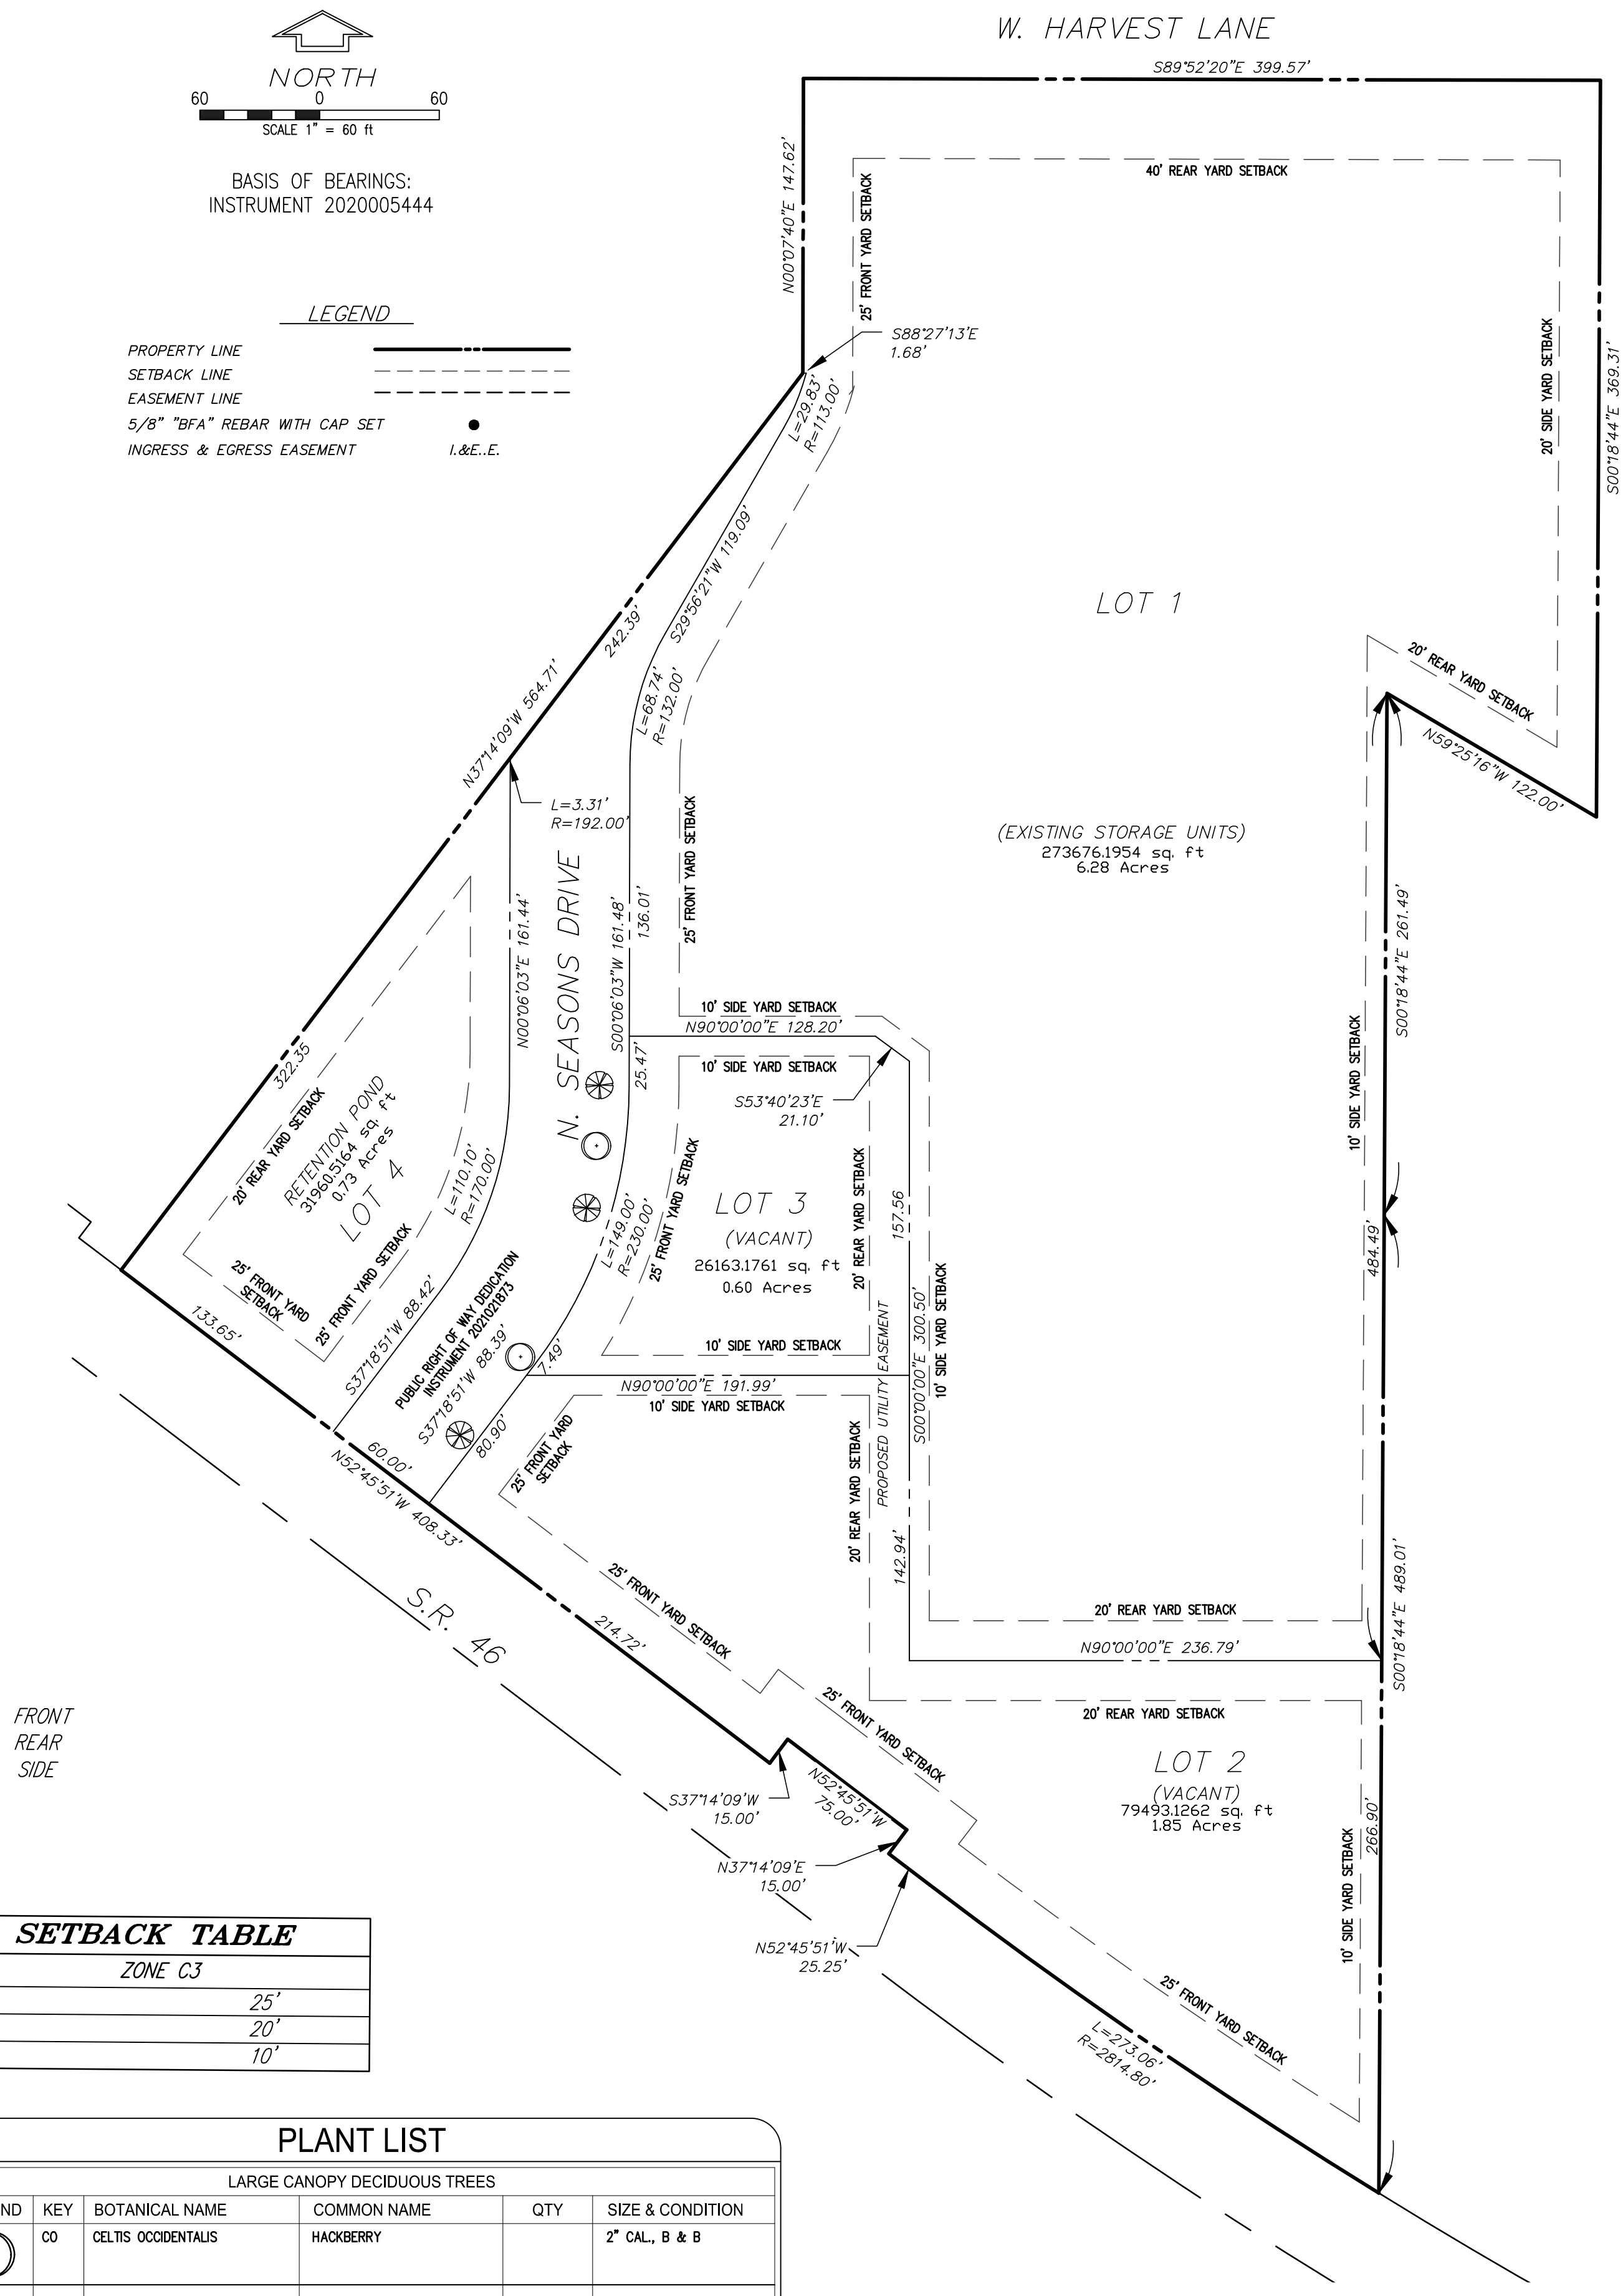 W. HARVEST LANE
S89°52'20"E 399.57'
NORTH
60 0 60
SCALE 1" = 60 ft
BASIS OF BEARINGS:
INSTRUMENT 2020005444
LEGEND
PROPERTY LINE
SETBACK LINE
EASEMENT LINE
5/8" "BFA" REBAR WITH CAP SET
INGRESS & EGRESS EASEMENT I.&E..E.
N00°07'40"E 147.62'
25' FRONT YARD SETBACK
40' REAR YARD SETBACK
20' SIDE YARD SETBACK
S00°18'44"E 369.31'
S88°27'13'E
1.68'
L=29.83'
R=113.00'
S29°56'21"W 119.09'
242.39'
N37°14'09'W 564.71'
L=68.74'
R=132.00'
LOT 1
20' REAR YARD SETBACK
N59°25'16"W 122.00'
L=3.31'
R=192.00'
(EXISTING STORAGE UNITS)
273676.1954 sq. ft
6.28 Acres
25' FRONT YARD SETBACK
N00°06'03"E 161.44'
N. SEASONS DRIVE
S00°06'03"W 161.48'
136.01'
25.47'
S00°18'44"E 261.49'
10' SIDE YARD SETBACK
10' SIDE YARD SETBACK
N90°00'00"E 128.20'
10' SIDE YARD SETBACK
S53°40'23'E
21.10'
322.35
20' REAR YARD SETBACK
RETENTION POND
31960.5164 sq. ft
0.73 Acres
LOT 4
L=110.10'
R=170.00'
25' FRONT YARD SETBACK
25' FRONT YARD
SETBACK
133.65'
S37°18'51'W 88.42'
PUBLIC RIGHT OF WAY DEDICATION
INSTRUMENT 2021021873
S37°18'51'W 88.39'
7.49'
80.90'
L=149.00'
R=230.00'
25' FRONT YARD SETBACK
LOT 3
(VACANT)
26163.1761 sq. ft
0.60 Acres
20' REAR YARD SETBACK
157.56
484.49'
10' SIDE YARD SETBACK
N90°00'00"E 191.99'
10' SIDE YARD SETBACK
25' FRONT YARD
SETBACK
20' REAR YARD SETBACK
PROPOSED UTILITY EASEMENT
142.94'
S00°00'00"E 300.50'
10' SIDE YARD SETBACK
60.00'
N52°45'51'W 408.33'
S.R. 46
25' FRONT YARD SETBACK
214.72'
20' REAR YARD SETBACK
N90°00'00"E 236.79'
S00°18'44"E 489.01'
20' REAR YARD SETBACK
25' FRONT YARD SETBACK
LOT 2
(VACANT)
79493.1262 sq. ft
1.85 Acres
266.90'
10' SIDE YARD SETBACK
S37°14'09'W
15.00'
N52°45'51'W
75.00'
N37°14'09'E
15.00'
N52°45'51'W
25.25'
25' FRONT YARD SETBACK
L=273.06'
R=2814.80'
FRONT
REAR
SIDE
SETBACK TABLE
ZONE C3
25'
20'
10'
PLANT LIST
LARGE CANOPY DECIDUOUS TREES
ND KEY BOTANICAL NAME COMMON NAME QTY SIZE & CONDITION
CO CELTIS OCCIDENTALIS HACKBERRY 2" CAL., B & B